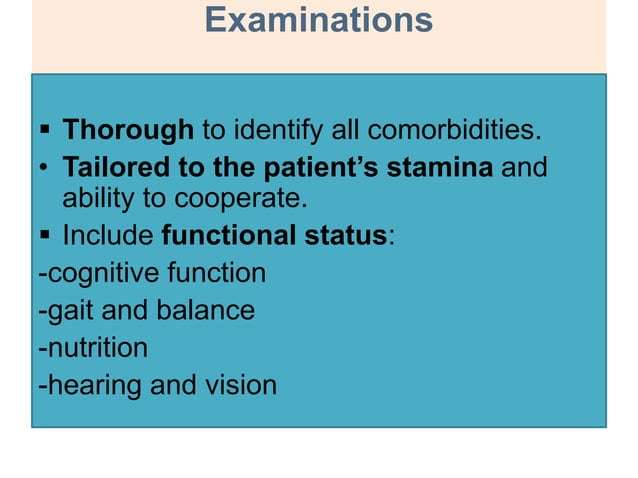 Examinations
▪ Thorough to identify all comorbidities.
• Tailored to the patient’s stamina and
ability to cooperate.
▪ Include functional status:
-cognitive function
-gait and balance
-nutrition
-hearing and vision